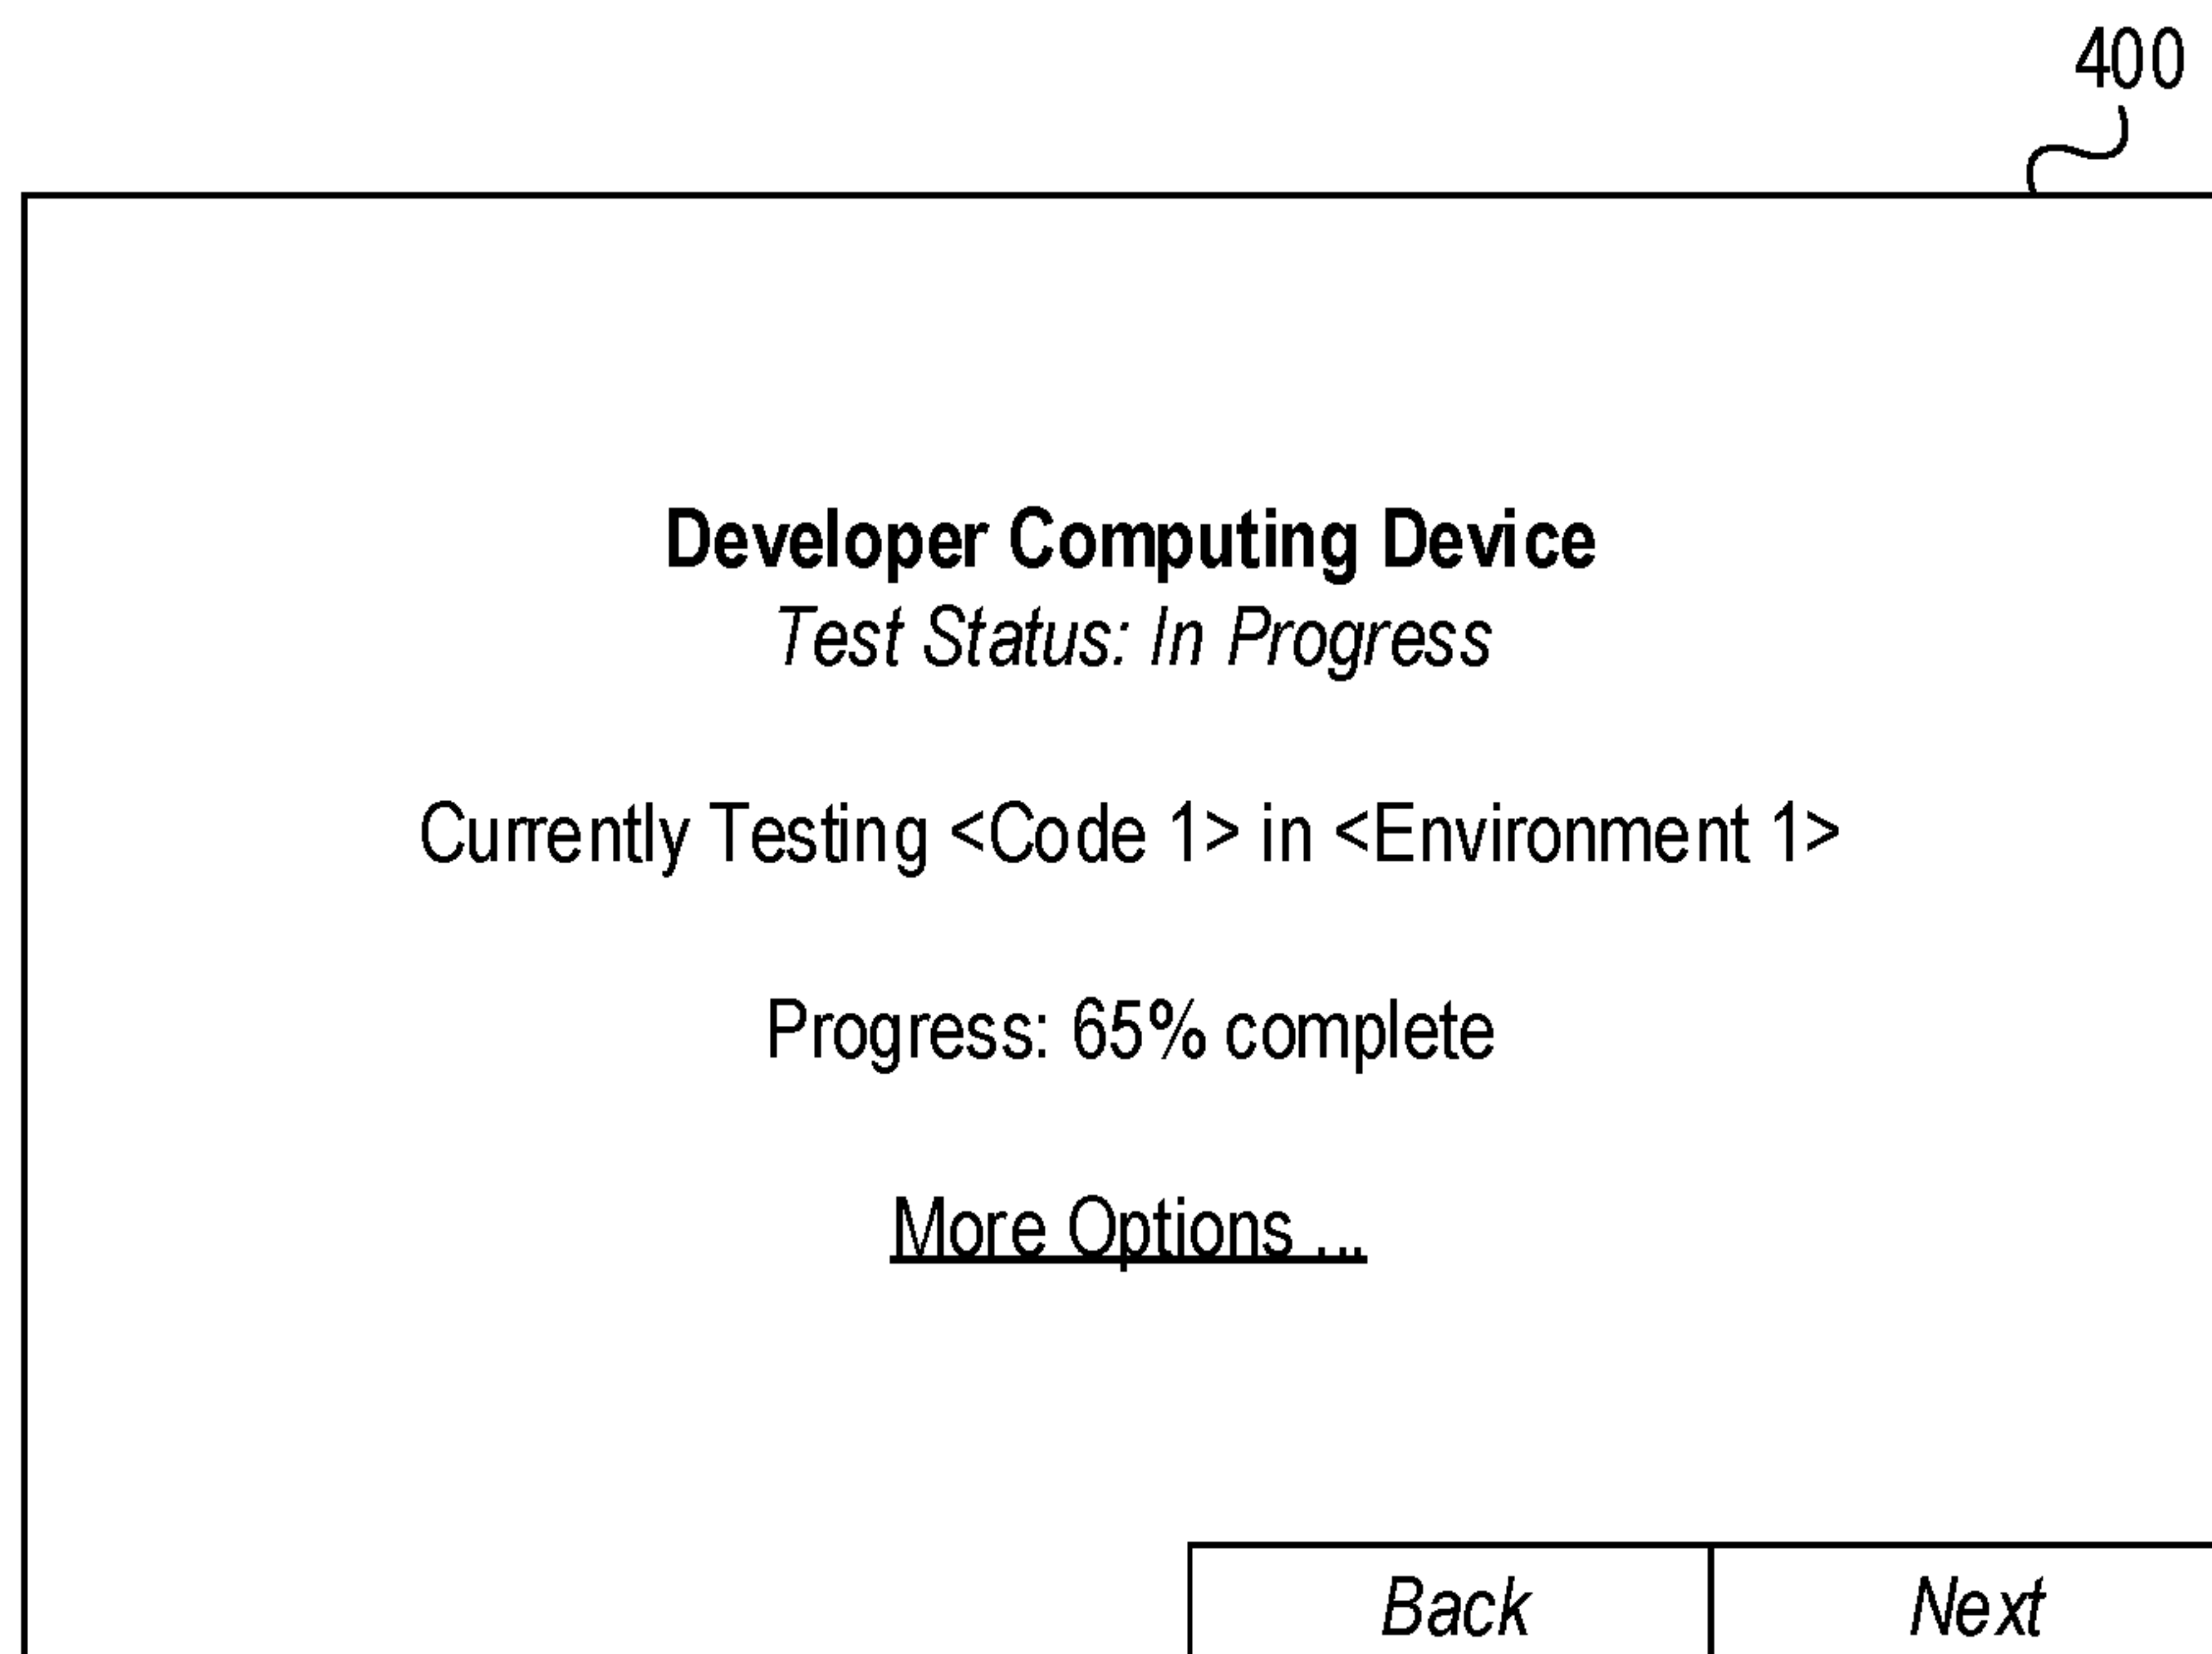 400
Developer Computing Device
Test Status: In Progress
Currently Testing <Code 1> in <Environment 1>
Progress: 65% complete
More Options ...
Back Next